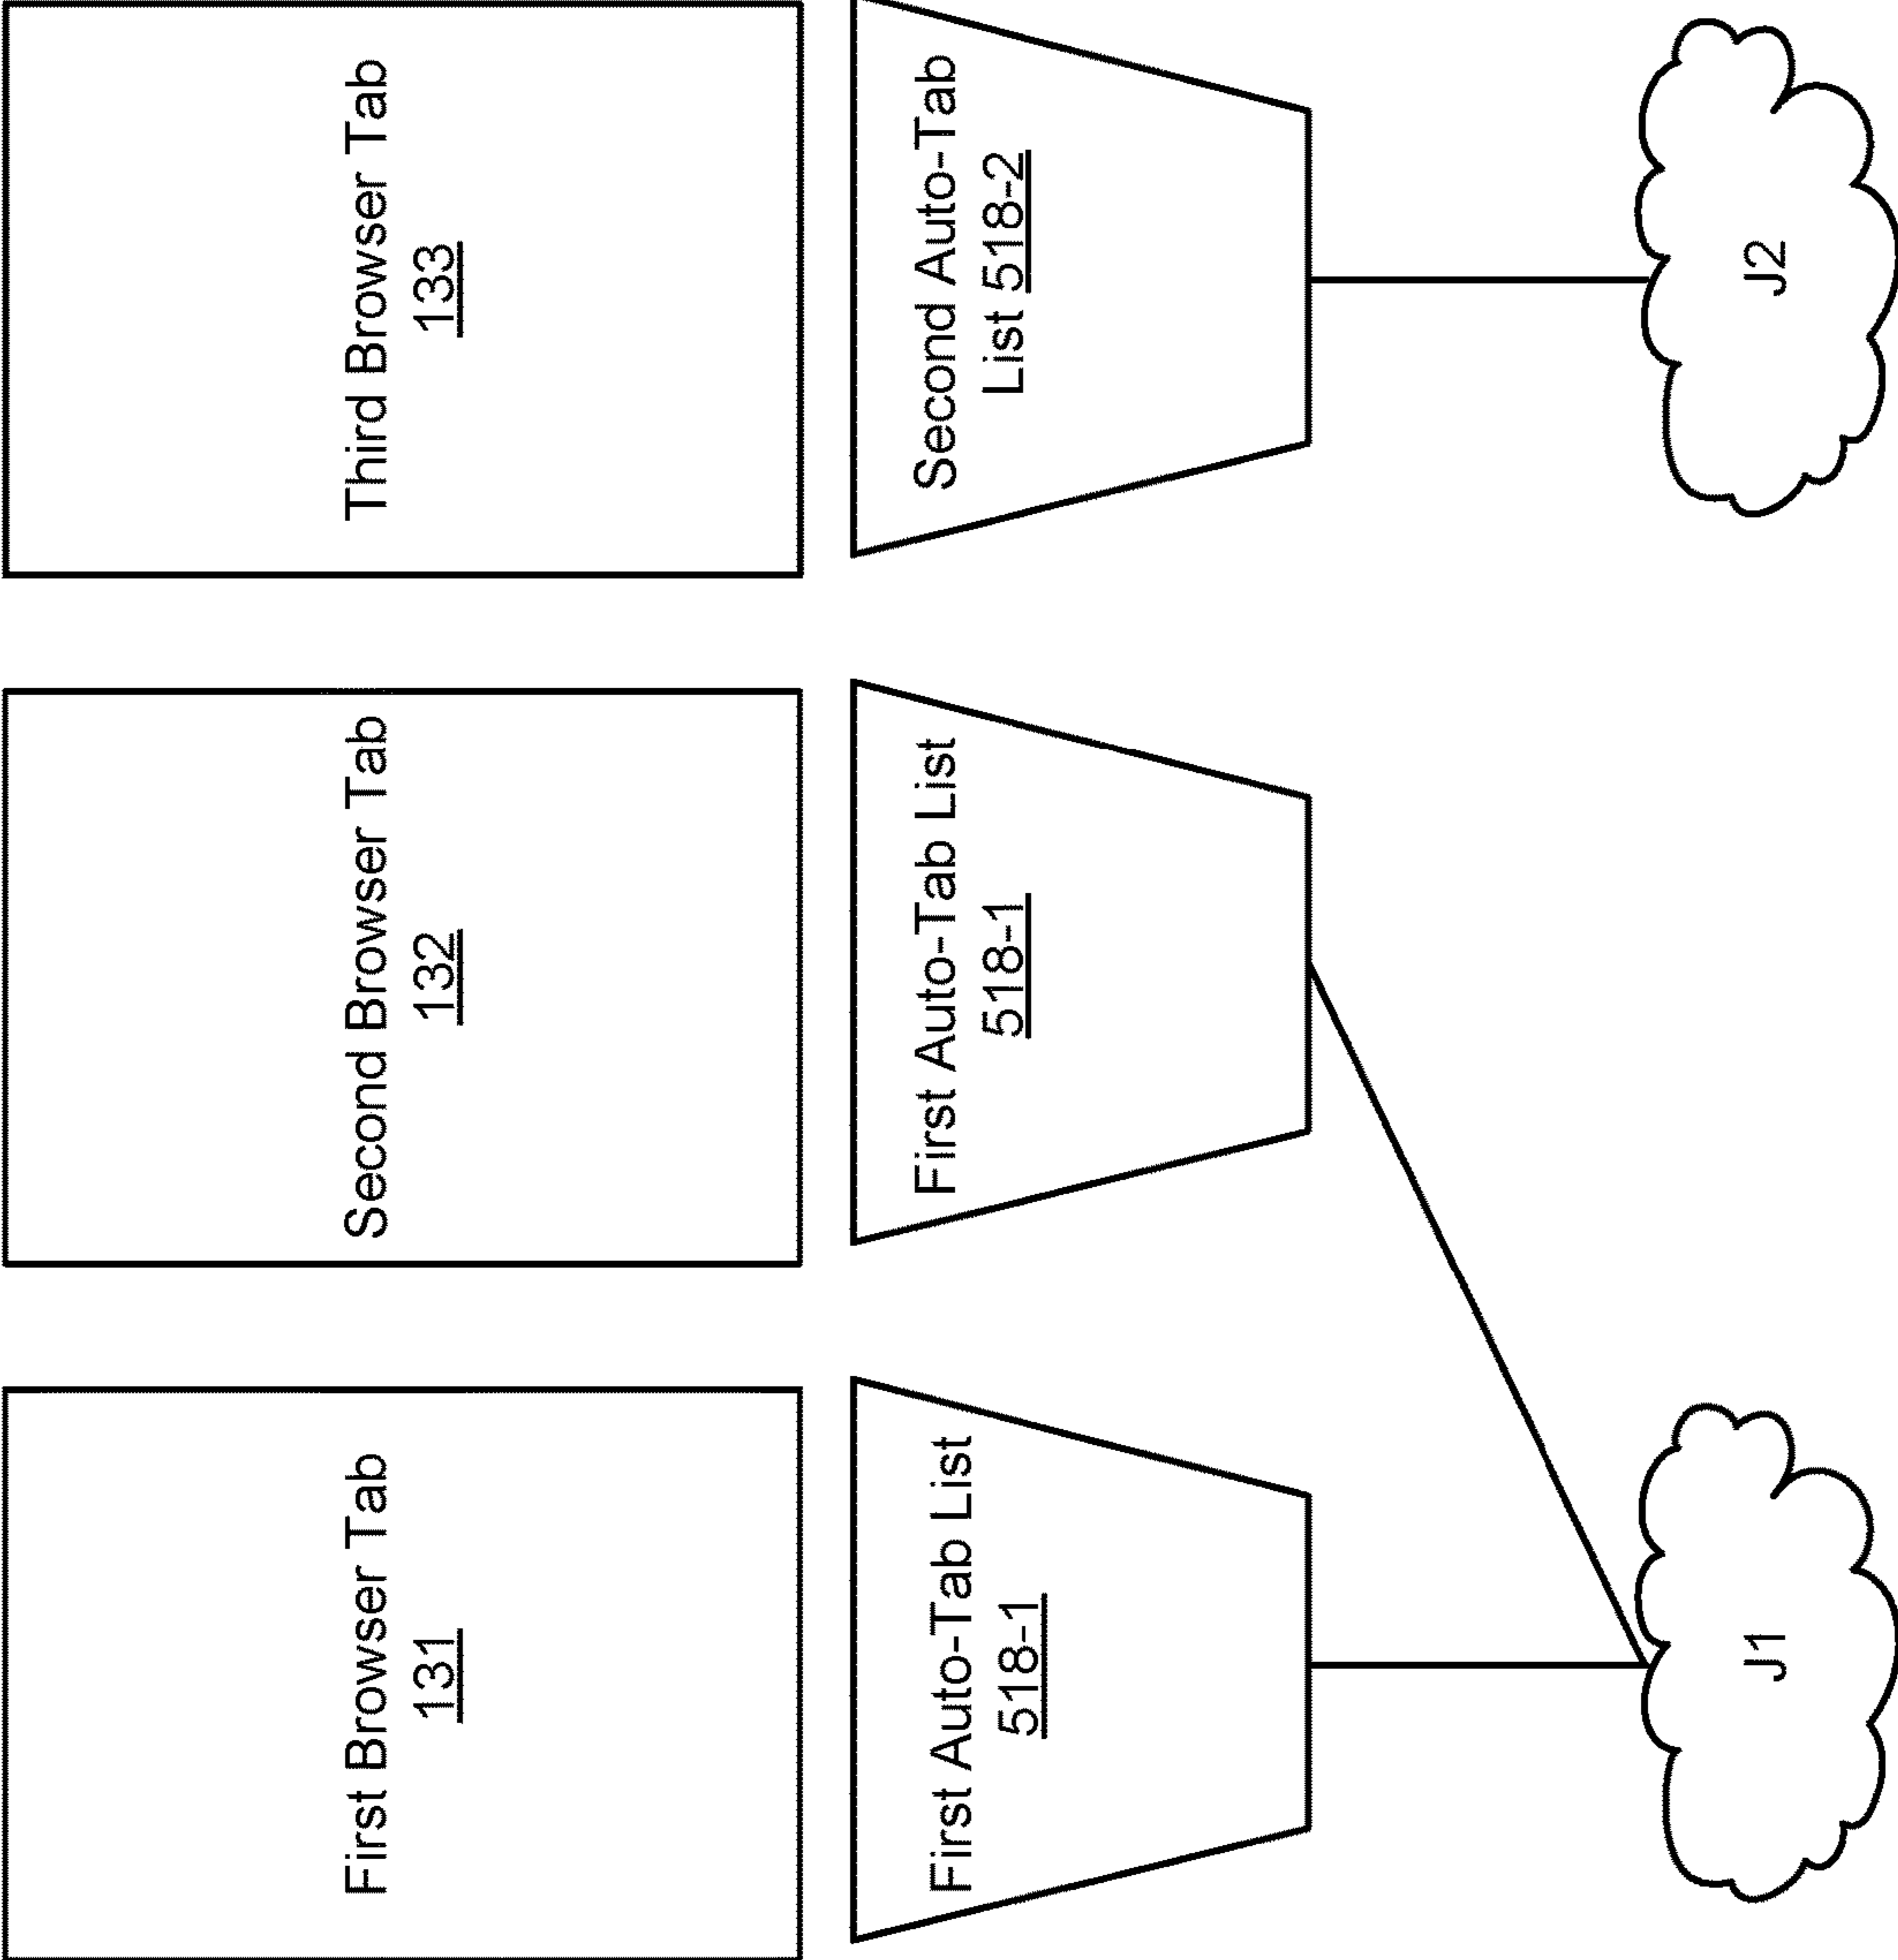 First Browser Tab
131
Second Browser Tab
132
Third Browser Tab
133
First Auto-Tab List
518-1
First Auto-Tab List
518-1
Second Auto-Tab
List 518-2
J1
J2